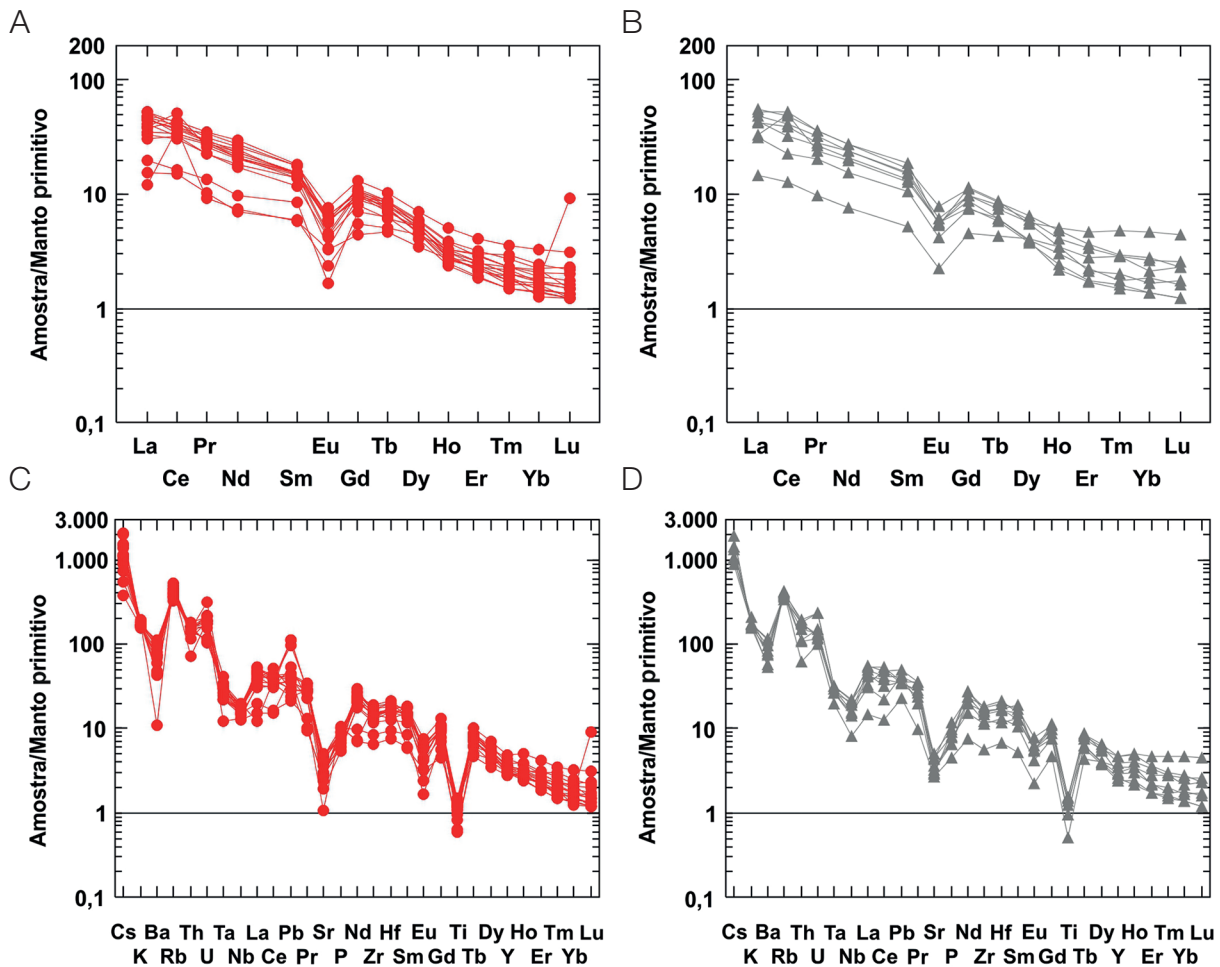 A
200
100
10
1
0,1
Amostra/Manto primitivo
La Pr Eu Tb Ho Tm Lu
Ce Nd Sm Gd Dy Er Yb
B
200
100
10
1
0,1
Amostra/Manto primitivo
La Pr Eu Tb Ho Tm Lu
Ce Nd Sm Gd Dy Er Yb
C
3.000
1.000
100
10
1
0,1
Amostra/Manto primitivo
Cs Ba Th Ta La Pb Sr Nd Hf Eu Ti Dy Ho Tm Lu
K Rb U Nb Ce Pr P Zr Sm Gd Tb Y Er Yb
D
3.000
1.000
100
10
1
0,1
Amostra/Manto primitivo
Cs Ba Th Ta La Pb Sr Nd Hf Eu Ti Dy Ho Tm Lu
K Rb U Nb Ce Pr P Zr Sm Gd Tb Y Er Yb